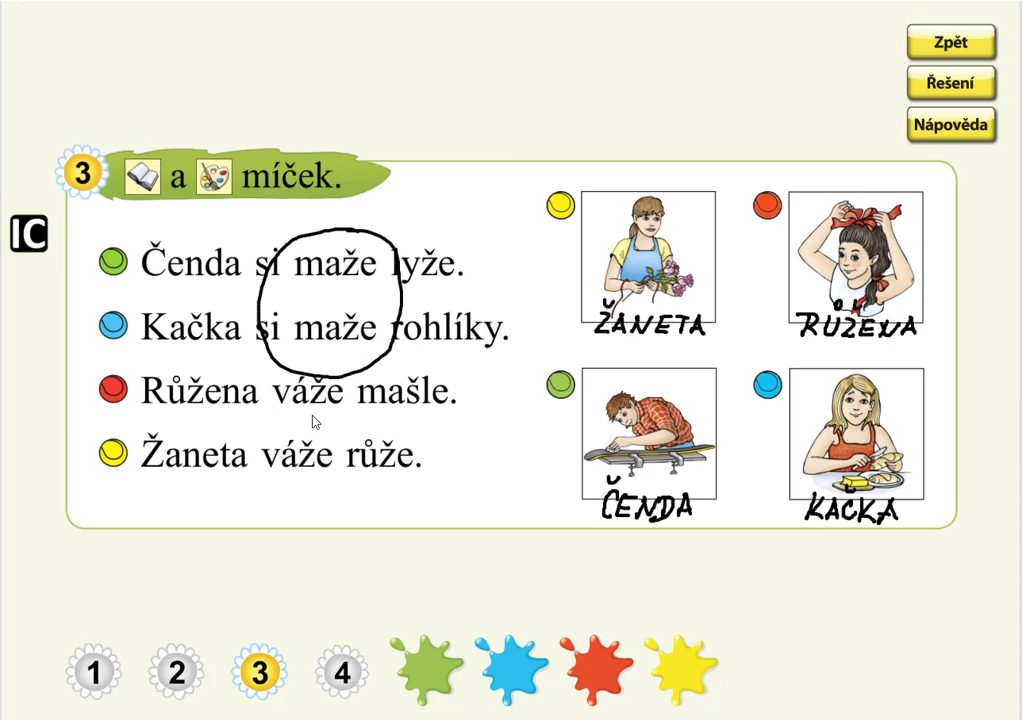 Zpět
Řešení
Nápověda
3 a míček.
IC
Čenda si maže lyže.
Kačka si maže rohlíky.
Růžena váže mašle.
Žaneta váže růže.
ŽANETA
RŮŽENA
ČENDA
KAČKA
1 2 3 4